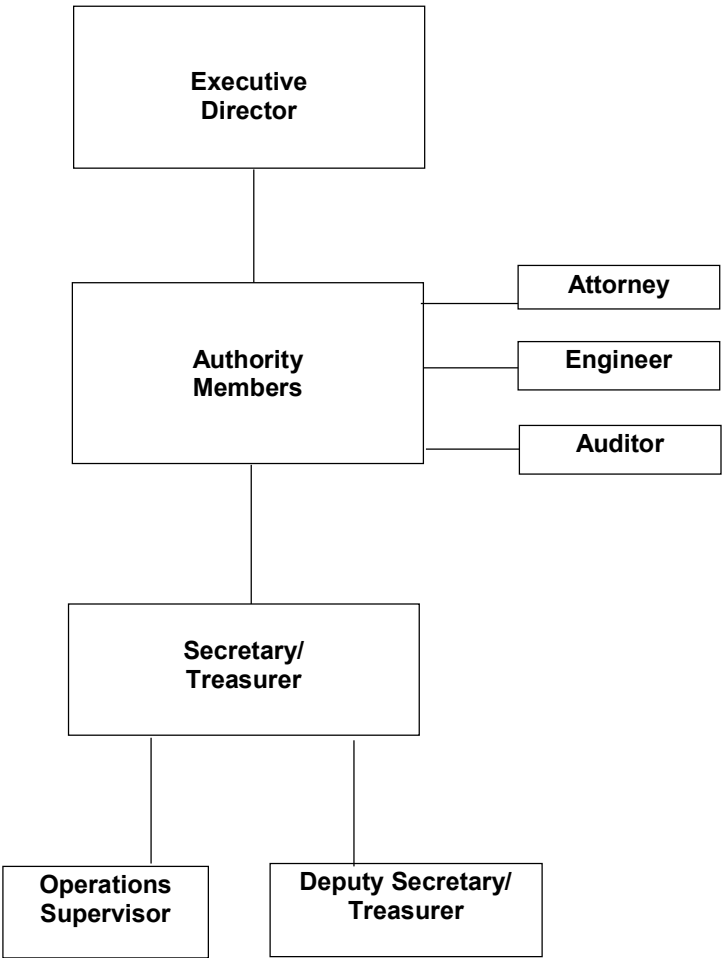 Executive
Director
Attorney
Authority
Members
Engineer
Auditor
Secretary/
Treasurer
Operations
Supervisor
Deputy Secretary/
Treasurer